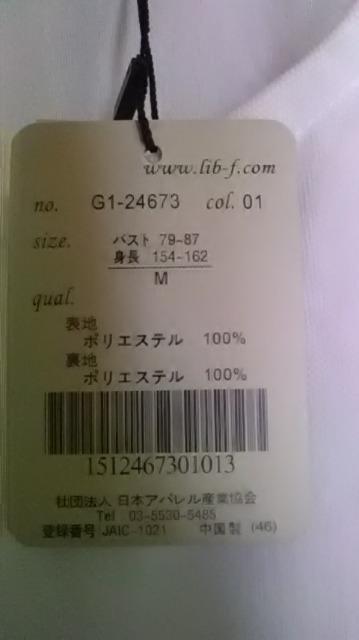 www.lib-f.com
no. G1-24673 col. 01
size. バスト 79-87
身長 154-162
M
qual.
表地
ポリエステル 100%
裏地
ポリエステル 100%
1512467301013
社団法人 日本アパレル産業協会
Tel 03-5530-5485
登録番号 JAIC-1021 中国製 (46)